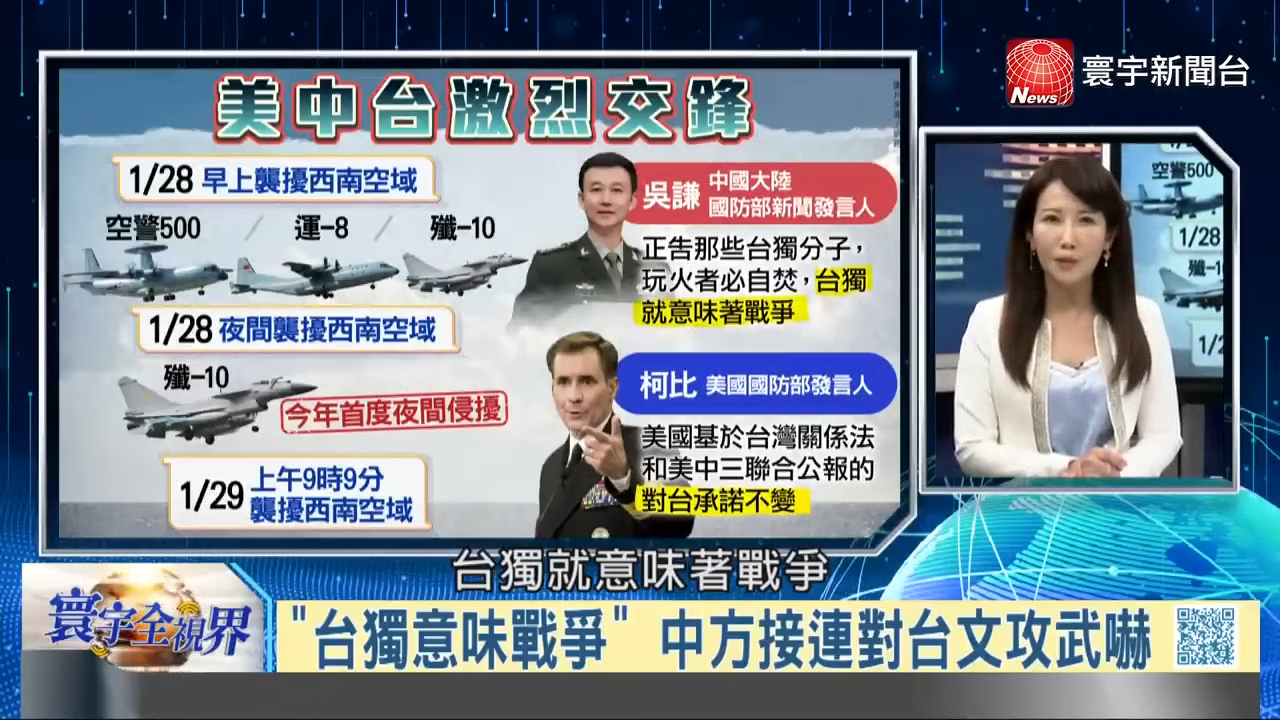 美中台激烈交鋒
News
寰宇新聞台
1/28 早上襲擾西南空域
空警500 / 運-8 / 殲-10
1/28 夜間襲擾西南空域
殲-10
今年首度夜間侵擾
1/29 上午9時9分
襲擾西南空域
吳謙 中國大陸
國防部新聞發言人
正告那些台獨分子，
玩火者必自焚，台獨
就意味著戰爭
柯比 美國國防部發言人
美國基於台灣關係法
和美中三聯合公報的
對台承諾不變
空警500
1/28
殲-1
1/2
台獨就意味著戰爭
寰宇全視界
"台獨意味戰爭" 中方接連對台文攻武嚇